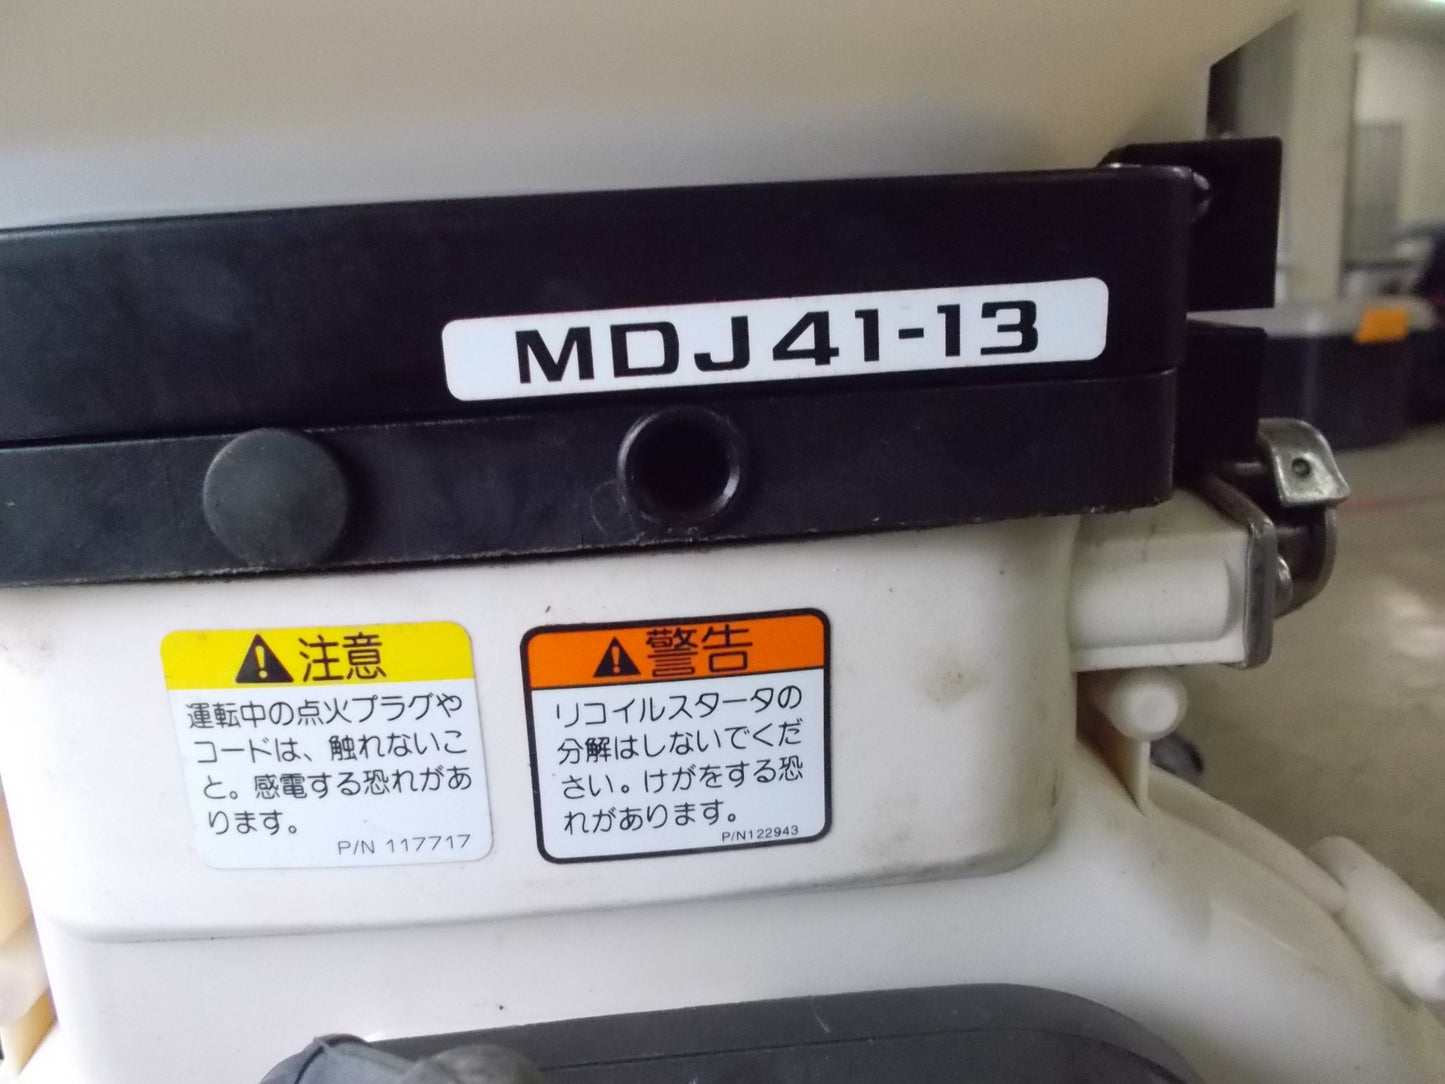 MDJ41-13
注意
運転中の点火プラグや
コードは、触れないこ
と。感電する恐れがあ
ります。
P/N 117717
警告
リコイルスタータの
分解はしないでくだ
さい。けがをする恐
れがあります。
P/N122943